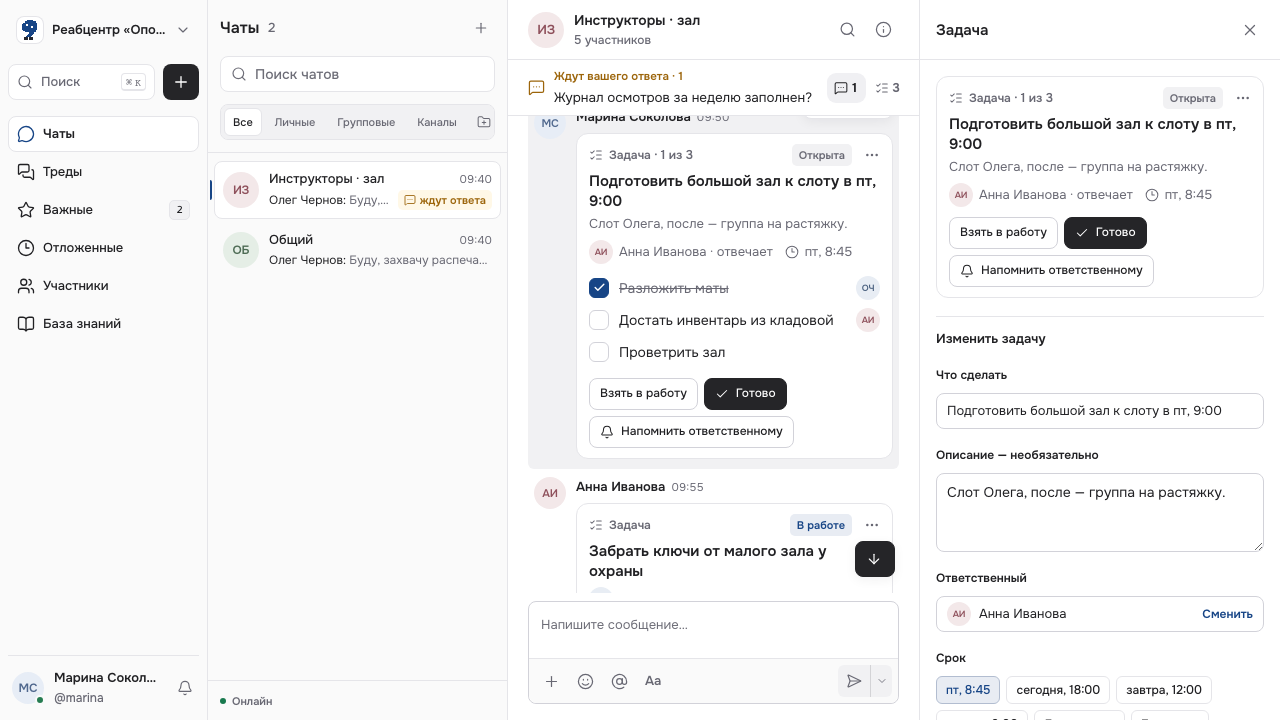 Реабцентр «Опо...
Поиск
⌘ K
Чаты
Треды
Важные
2
Отложенные
Участники
База знаний
МС
Марина Сокол...
@marina
Чаты 2
Поиск чатов
Все
Личные
Групповые
Каналы
ИЗ
Инструкторы · зал
09:40
Олег Чернов: Буду,...
ждут ответа
ОБ
Общий
09:40
Олег Чернов: Буду, захвачу распеча...
Онлайн
ИЗ
Инструкторы · зал
5 участников
Ждут вашего ответа · 1
Журнал осмотров за неделю заполнен?
1
3
МС
Марина Соколова 09:50
Задача · 1 из 3
Открыта
Подготовить большой зал к слоту в пт,
9:00
Слот Олега, после — группа на растяжку.
АИ
Анна Иванова · отвечает
пт, 8:45
Разложить маты
ОЧ
Достать инвентарь из кладовой
АИ
Проветрить зал
Взять в работу
Готово
Напомнить ответственному
АИ
Анна Иванова 09:55
Задача
В работе
Забрать ключи от малого зала у
охраны
Напишите сообщение...
Aa
Задача
Задача · 1 из 3
Открыта
Подготовить большой зал к слоту в пт,
9:00
Слот Олега, после — группа на растяжку.
АИ
Анна Иванова · отвечает
пт, 8:45
Взять в работу
Готово
Напомнить ответственному
Изменить задачу
Что сделать
Подготовить большой зал к слоту в пт, 9:00
Описание — необязательно
Слот Олега, после — группа на растяжку.
Ответственный
АИ
Анна Иванова
Сменить
Срок
пт, 8:45
сегодня, 18:00
завтра, 12:00